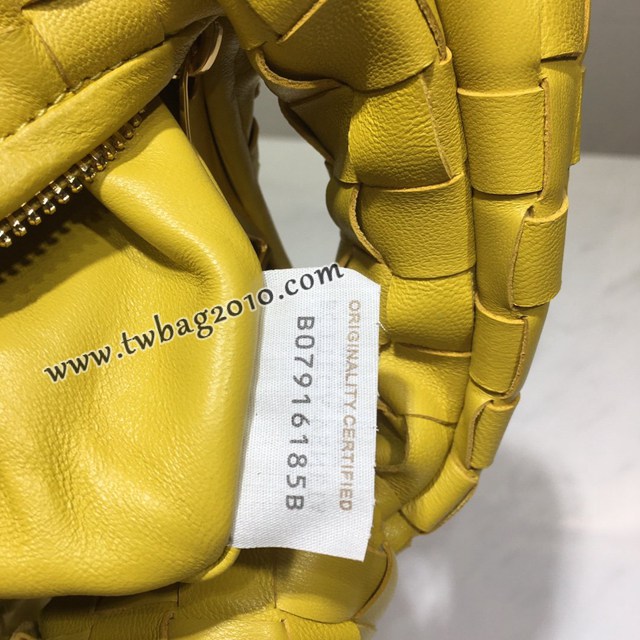 www.twbag2010.com
ORIGINALITY CERTIFIED
B07916185B